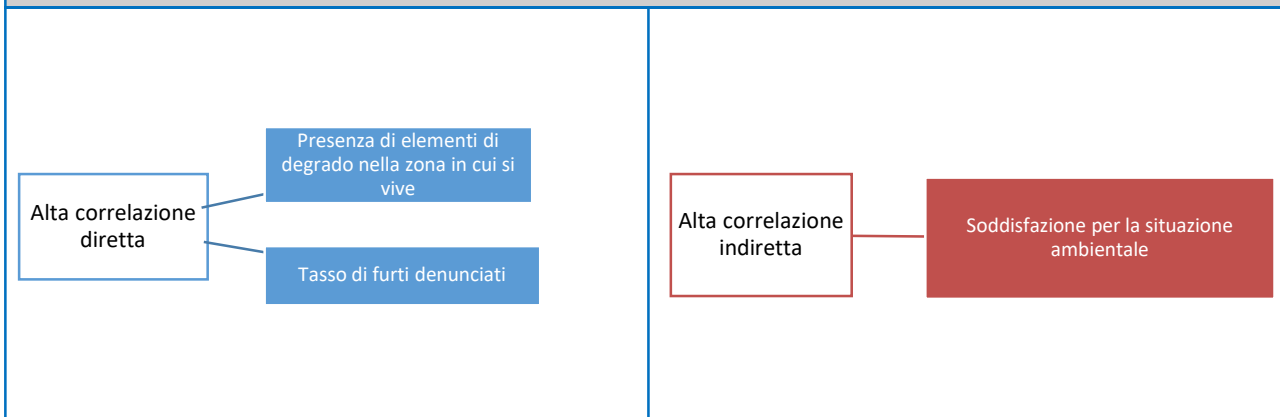 Alta correlazione
diretta
Presenza di elementi di
degrado nella zona in cui si
vive
Tasso di furti denunciati
Alta correlazione
indiretta
Soddisfazione per la situazione
ambientale